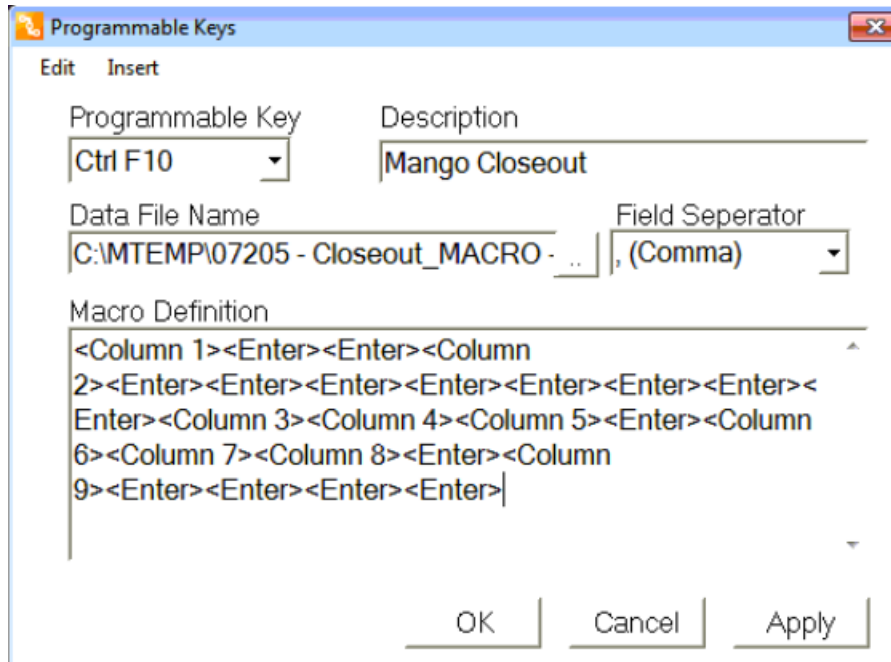 Programmable Keys
Edit Insert
Programmable Key Description
Ctrl F10 Mango Closeout
Data File Name Field Seperator
C:\MTEMP\07205 - Closeout_MACRO - .. , (Comma)
Macro Definition
<Column 1><Enter><Enter><Column
2><Enter><Enter><Enter><Enter><Enter><Enter><Enter><
Enter><Column 3><Column 4><Column 5><Enter><Column
6><Column 7><Column 8><Enter><Column
9><Enter><Enter><Enter><Enter>
OK Cancel Apply